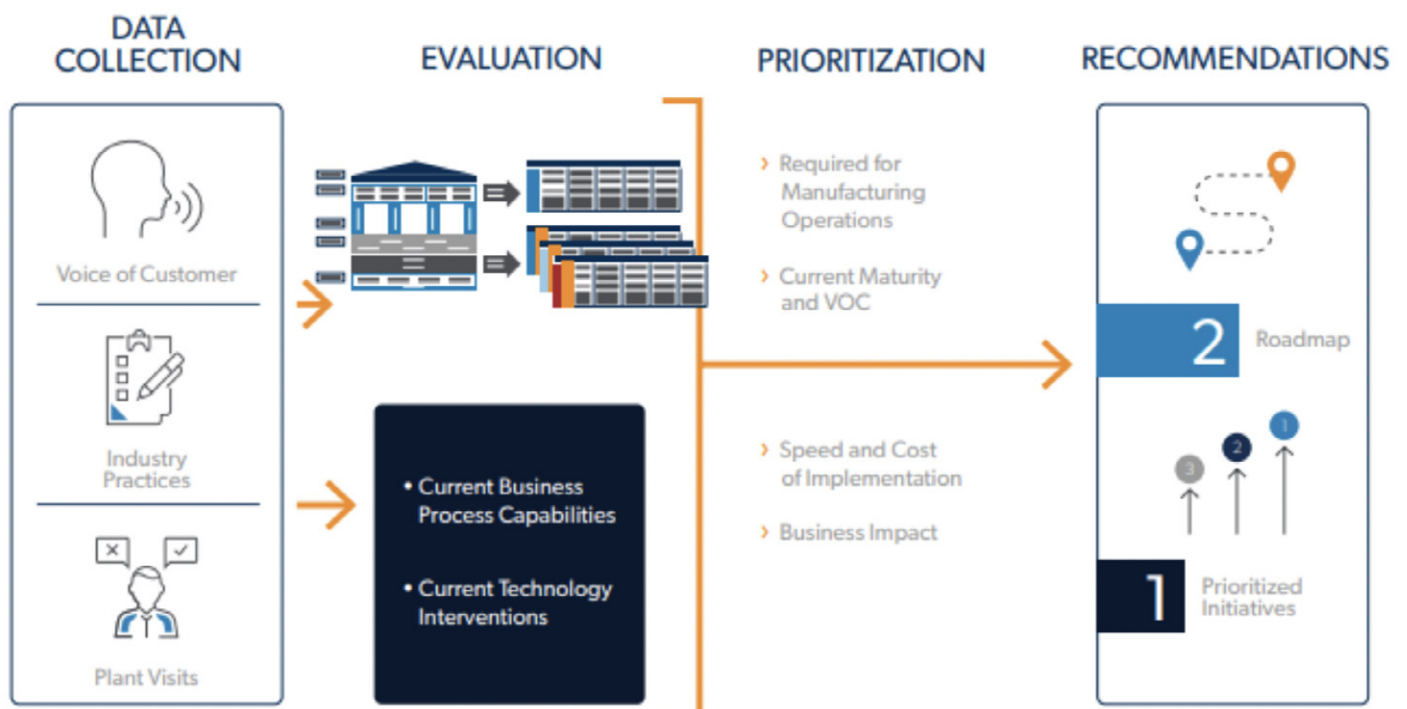 DATA
COLLECTION
EVALUATION
PRIORITIZATION
RECOMMENDATIONS
Voice of Customer
Industry
Practices
Plant Visits
• Current Business
Process Capabilities
• Current Technology
Interventions
› Required for
Manufacturing
Operations
› Current Maturity
and VOC
› Speed and Cost
of Implementation
› Business Impact
2
Roadmap
1
2
3
1
Prioritized
Initiatives